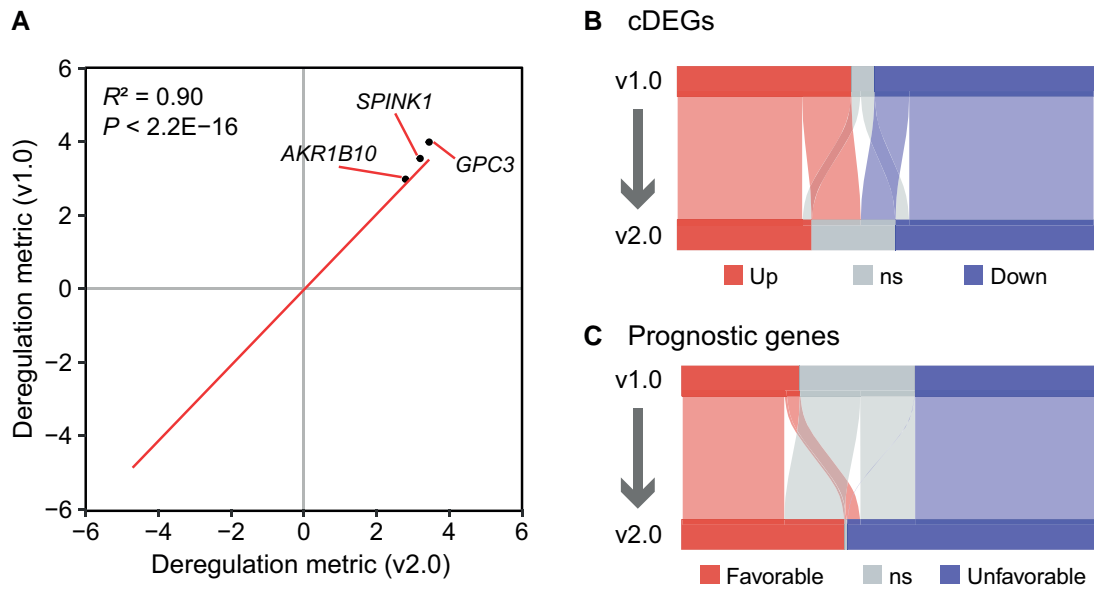 A
6
4
2
0
−2
−4
−6
−6
−4
−2
0
2
4
6
Deregulation metric (v1.0)
Deregulation metric (v2.0)
R² = 0.90
P < 2.2E−16
SPINK1
AKR1B10
GPC3
B cDEGs
v1.0
v2.0
Up ns Down
C Prognostic genes
v1.0
v2.0
Favorable ns Unfavorable